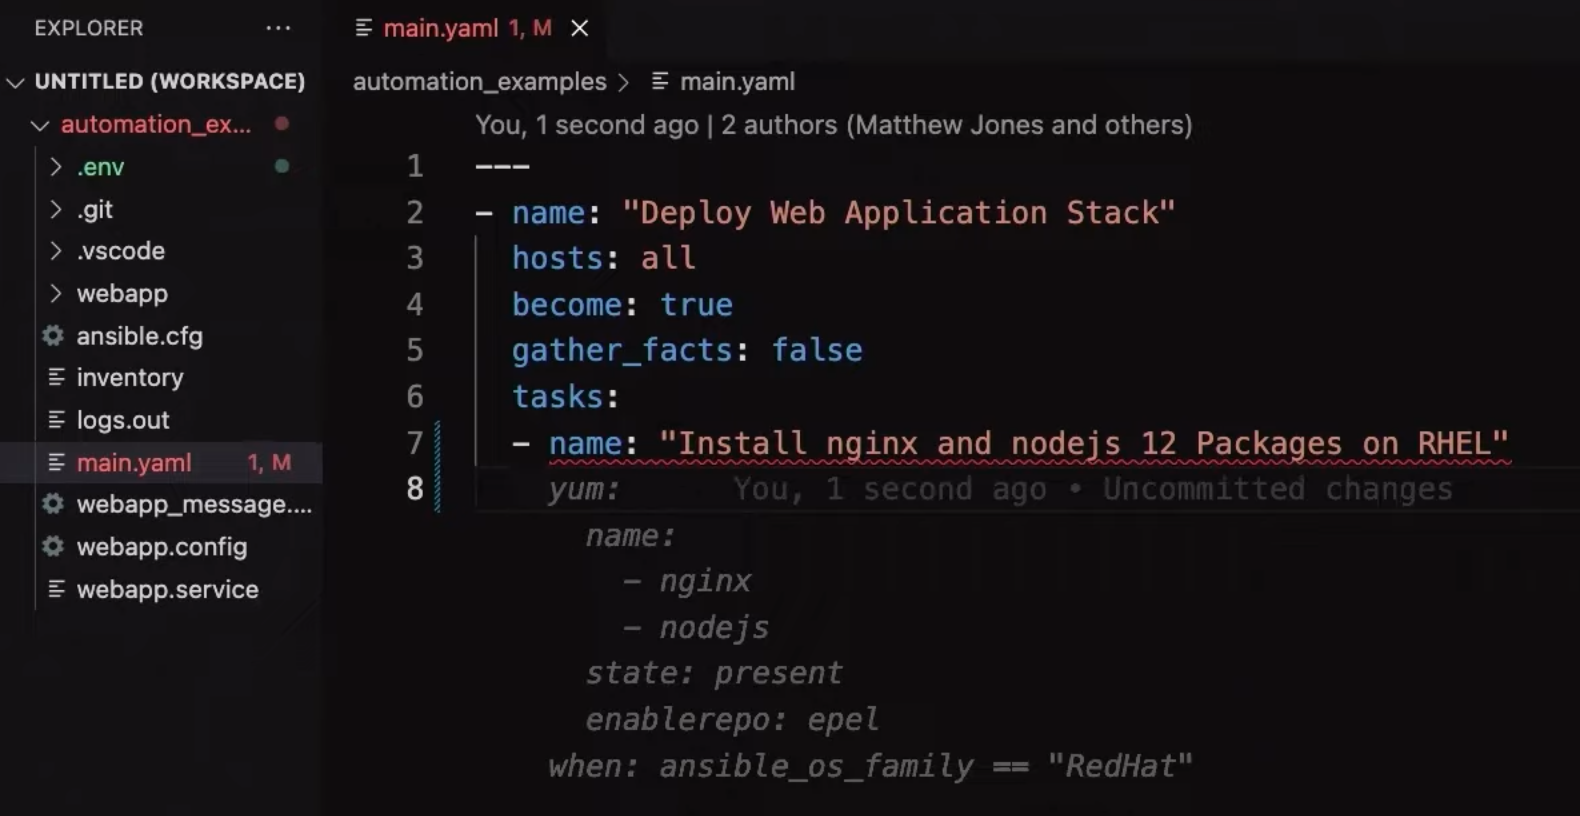 EXPLORER ...
UNTITLED (WORKSPACE)
automation_ex...
.env
.git
.vscode
webapp
ansible.cfg
inventory
logs.out
main.yaml 1, M
webapp_message....
webapp.config
webapp.service
main.yaml 1, M
automation_examples > main.yaml
You, 1 second ago | 2 authors (Matthew Jones and others)
1 ---
2 - name: "Deploy Web Application Stack"
3 hosts: all
4 become: true
5 gather_facts: false
6 tasks:
7 - name: "Install nginx and nodejs 12 Packages on RHEL"
8 yum: You, 1 second ago • Uncommitted changes
name:
- nginx
- nodejs
state: present
enablerepo: epel
when: ansible_os_family == "RedHat"